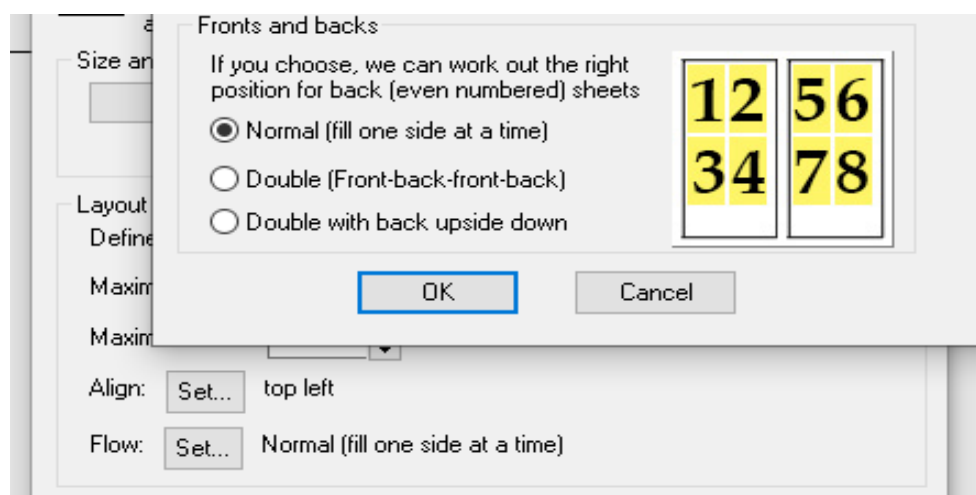 Fronts and backs
If you choose, we can work out the right
position for back (even numbered) sheets
Normal (fill one side at a time)
Double (Front-back-front-back)
Double with back upside down
12 56
34 78
OK Cancel
Size an
Layout
Define
Maxim
Maxim
Align: Set... top left
Flow: Set... Normal (fill one side at a time)